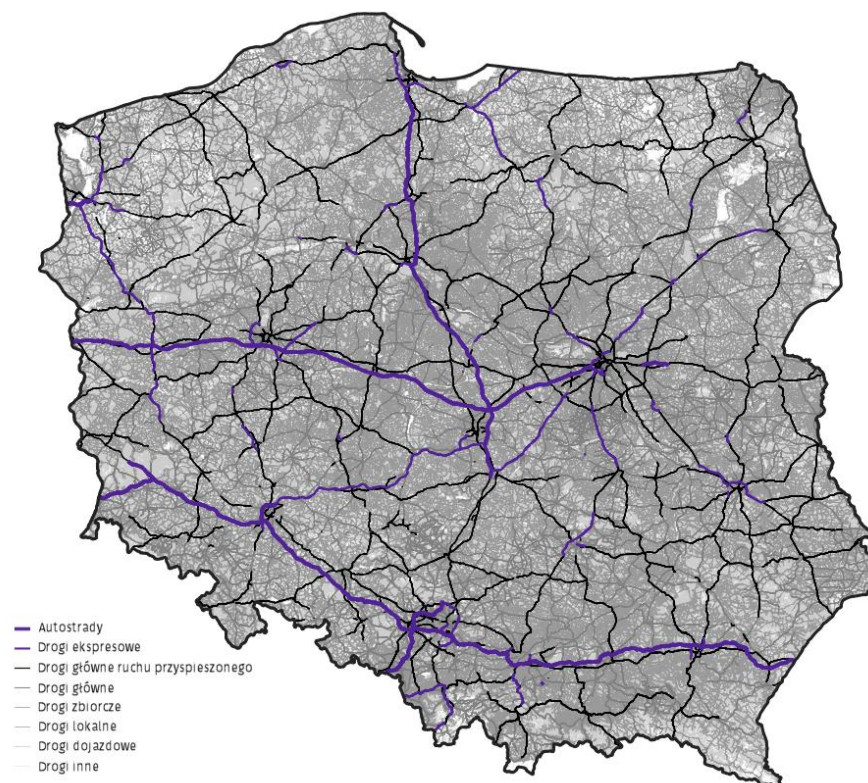 Autostrady
Drogi ekspresowe
Drogi główne ruchu przyspieszonego
Drogi główne
Drogi zbiorcze
Drogi lokalne
Drogi dojazdowe
Drogi inne